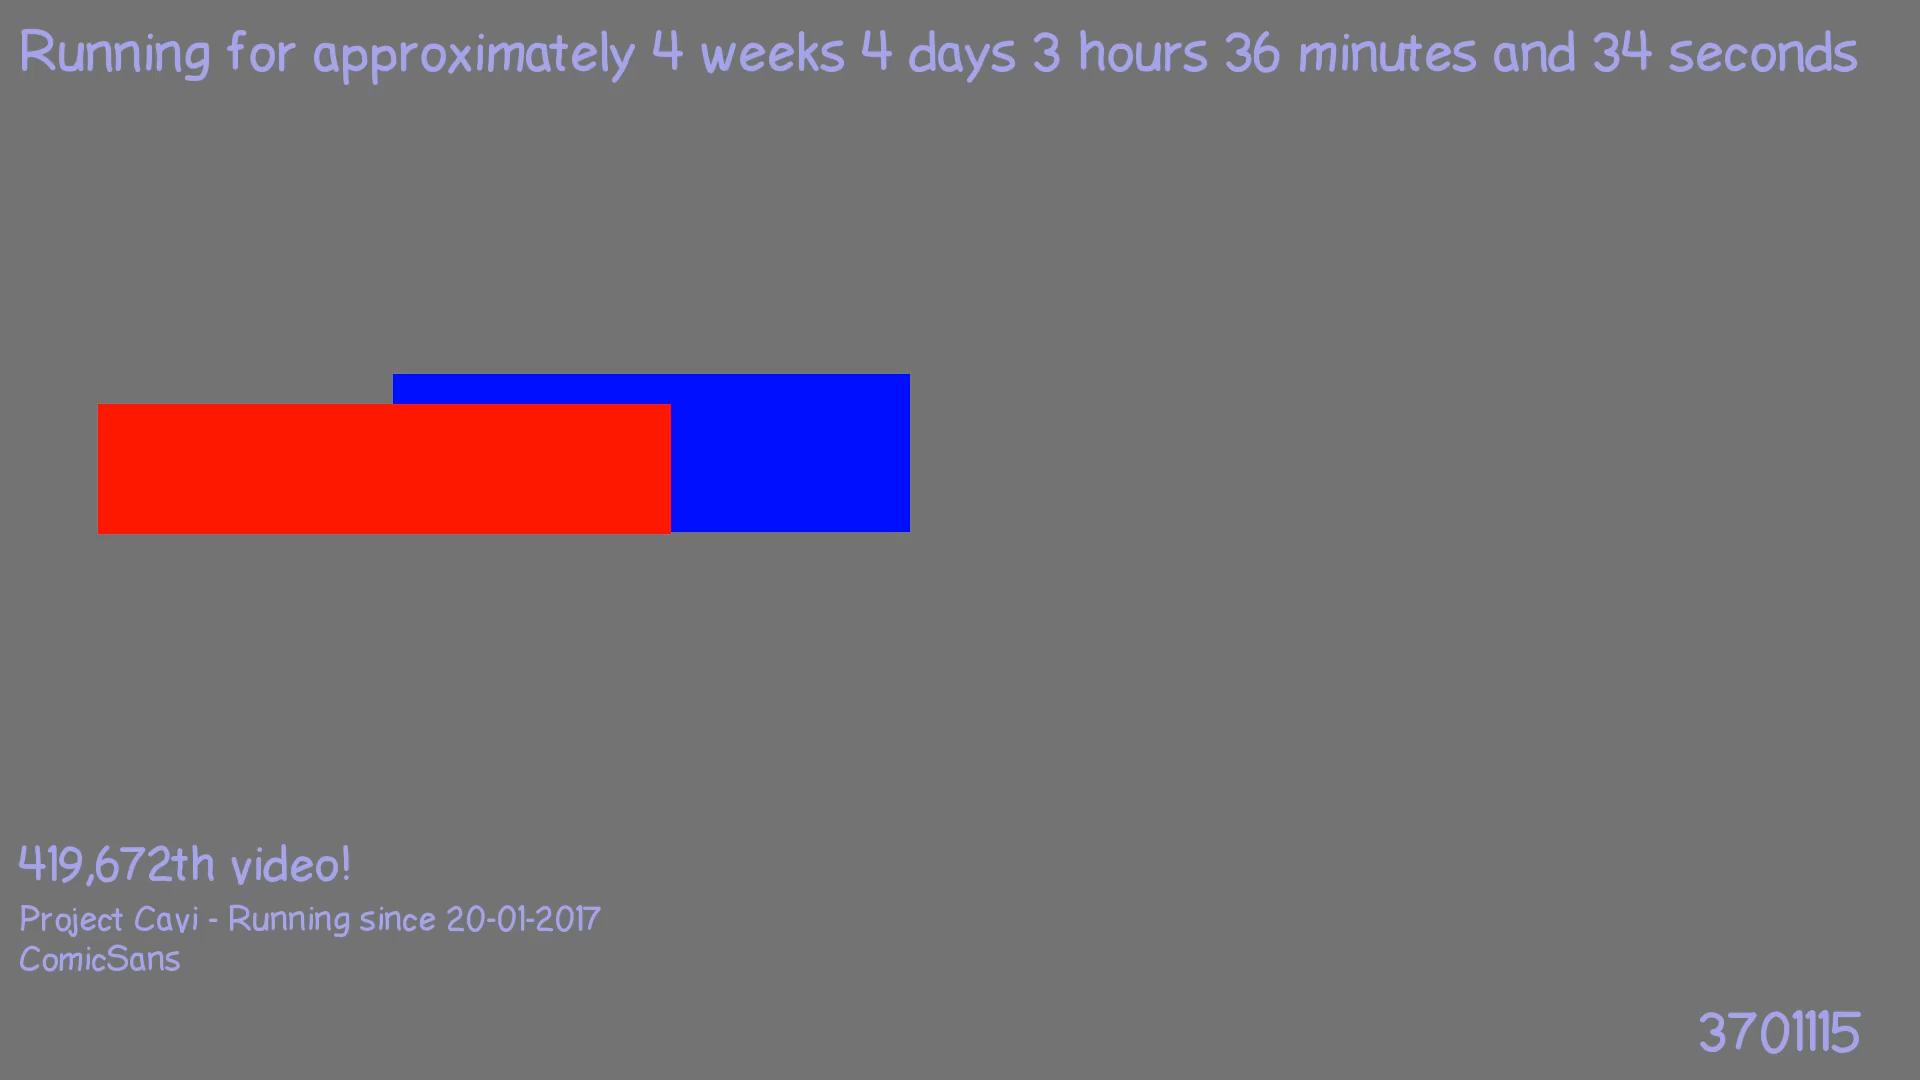 Running for approximately 4 weeks 4 days 3 hours 36 minutes and 34 seconds
419,672th video!
Project Cavi - Running since 20-01-2017
ComicSans
3701115